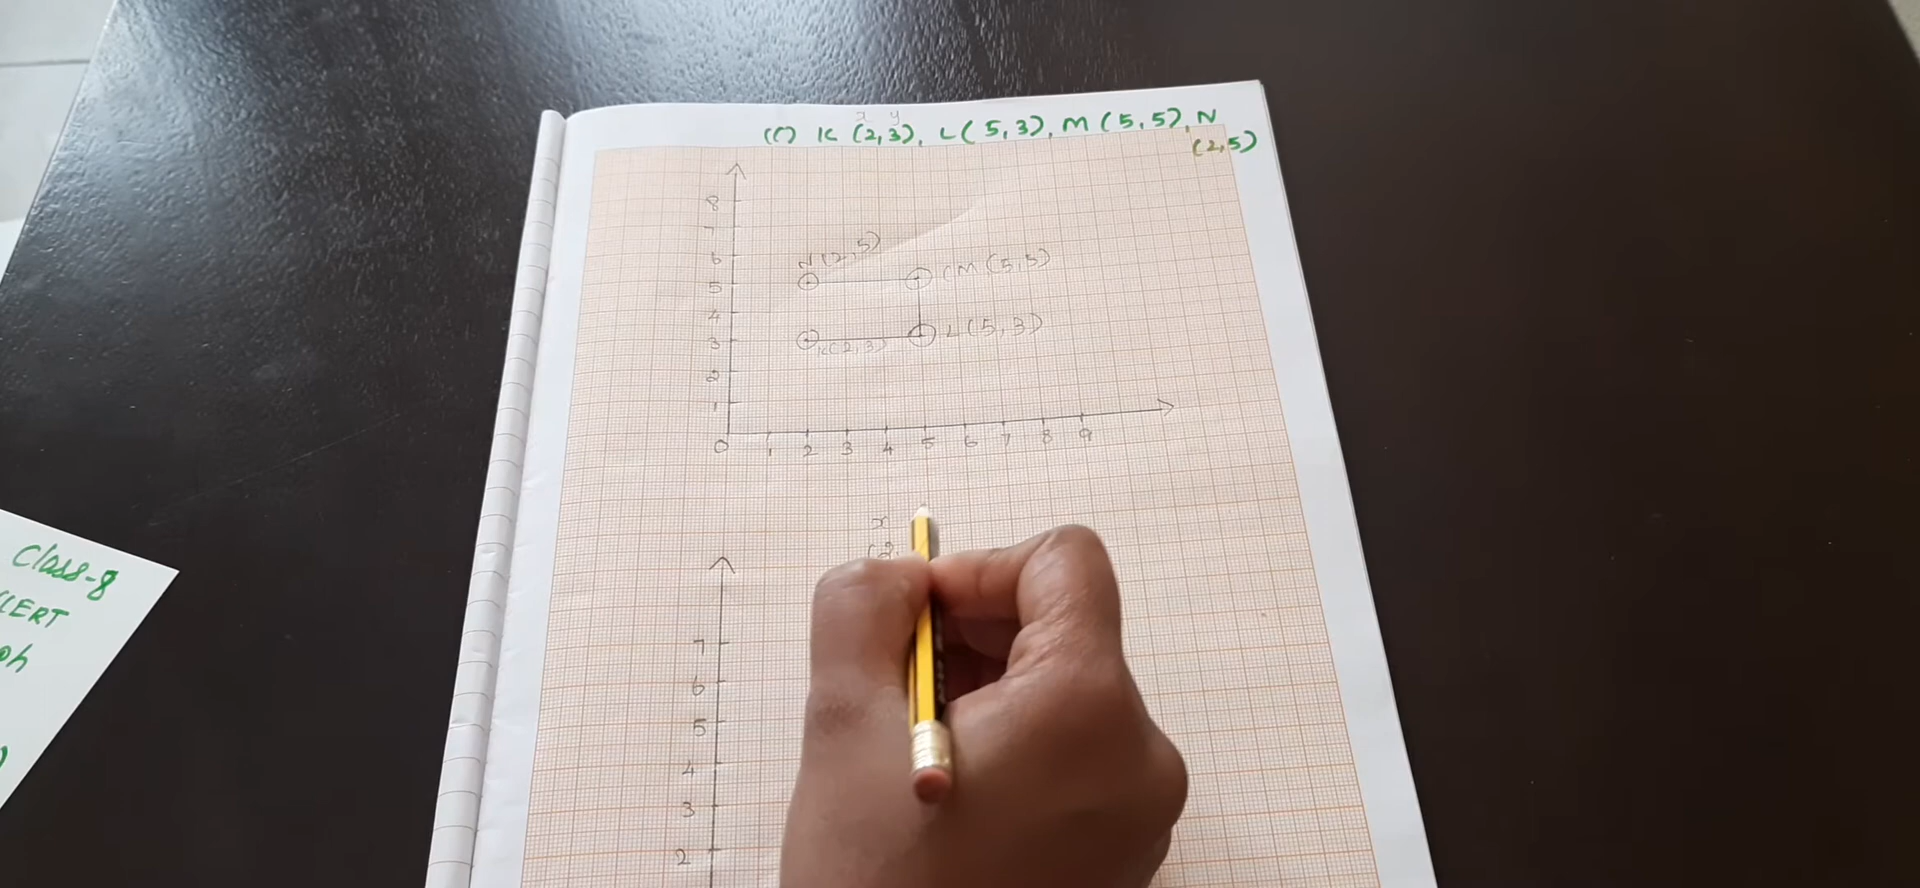 x y
(C) K (2,3), L (5,3), M (5,5), N
(2,5)
8
7
6
5
4
3
2
1
0 1 2 3 4 5 6 7 8 9
N(2,5)
M(5,5)
K(2,3)
L(5,3)
x
(2,
7
6
5
4
3
2
Class-8